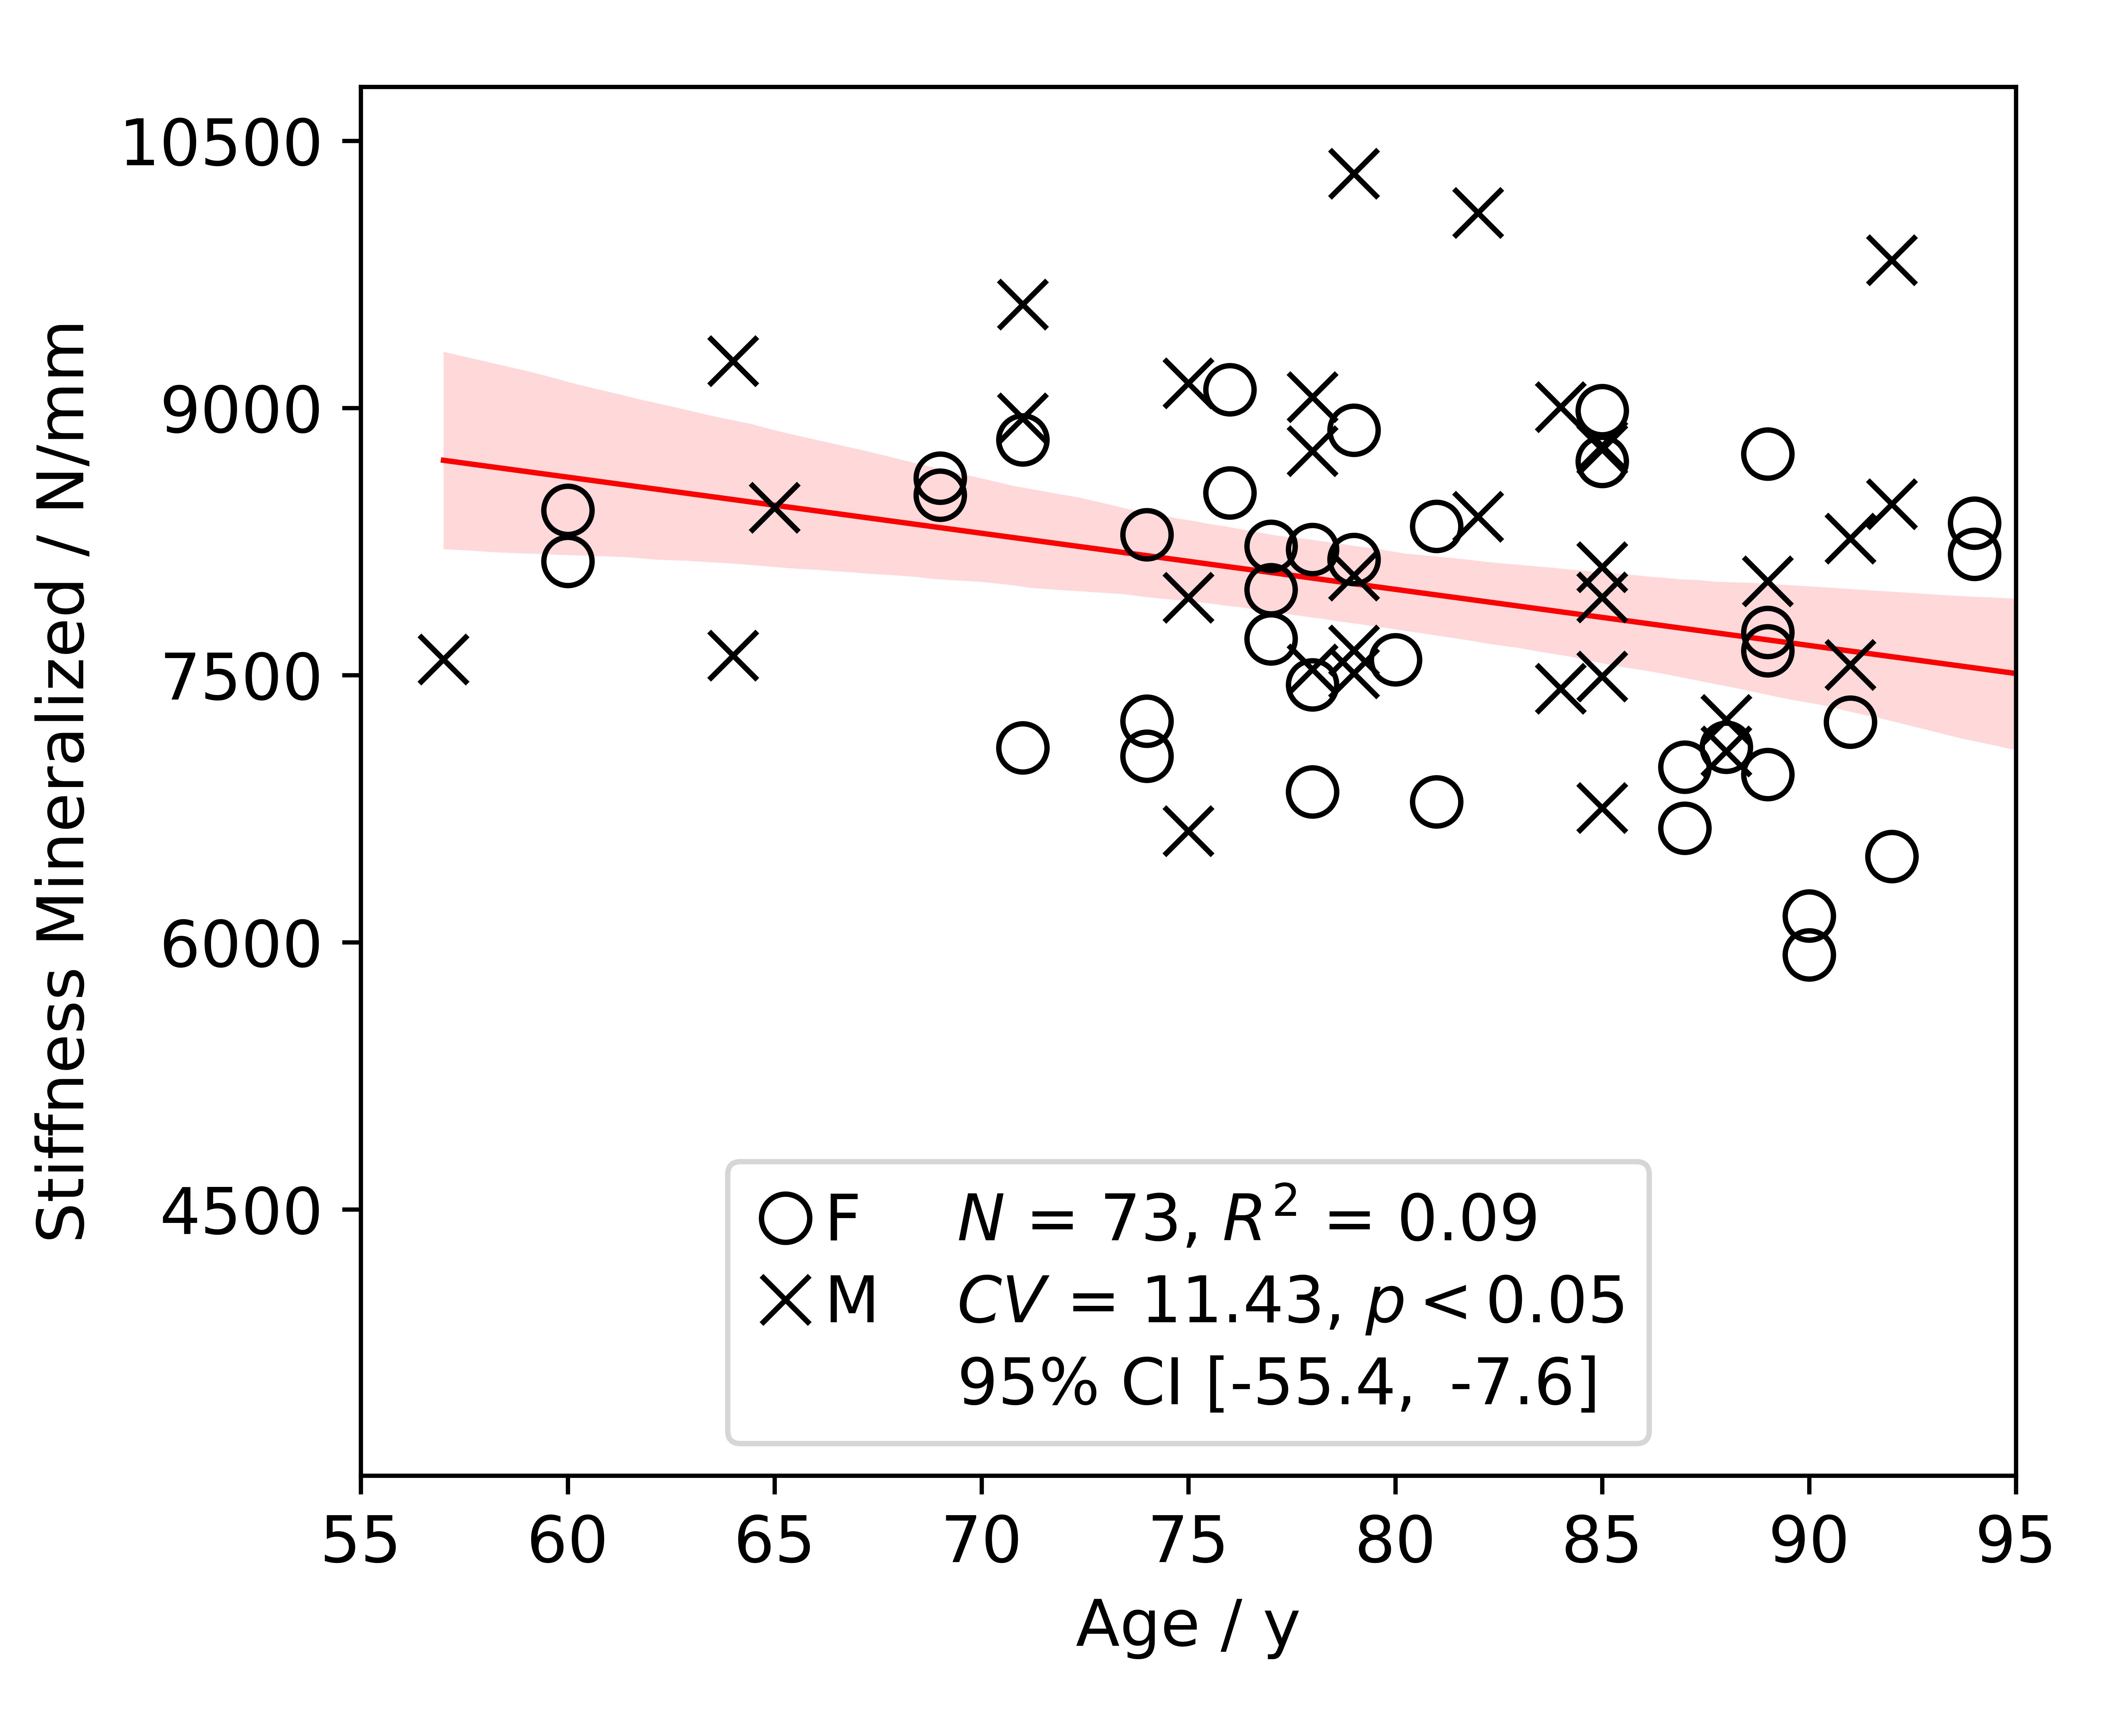 Stiffness Mineralized / N/mm
10500
9000
7500
6000
4500
F N = 73, R² = 0.09
M CV = 11.43, p < 0.05
95% CI [-55.4, -7.6]
55 60 65 70 75 80 85 90 95
Age / y